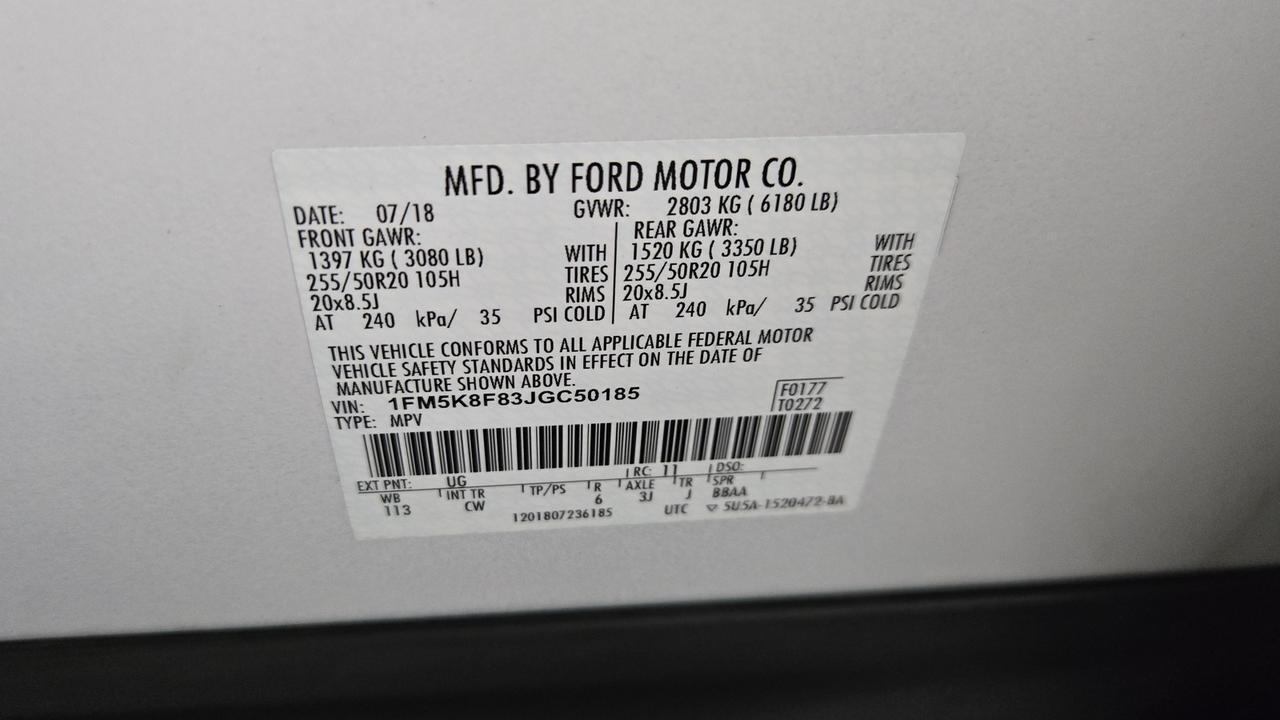 MFD. BY FORD MOTOR CO.
DATE: 07/18 GVWR: 2803 KG ( 6180 LB)
FRONT GAWR: REAR GAWR:
1397 KG ( 3080 LB) WITH 1520 KG ( 3350 LB) WITH
255/50R20 105H TIRES 255/50R20 105H TIRES
20x8.5J RIMS 20x8.5J RIMS
AT 240 kPa/ 35 PSI COLD AT 240 kPa/ 35 PSI COLD
THIS VEHICLE CONFORMS TO ALL APPLICABLE FEDERAL MOTOR
VEHICLE SAFETY STANDARDS IN EFFECT ON THE DATE OF
MANUFACTURE SHOWN ABOVE.
VIN: 1FM5K8F83JGC50185 F0177
TYPE: MPV T0272
EXT PNT: UG RC: 11 DSO:
WB INT TR TP/PS R AXLE TR SPR
113 CW 6 3J J BBAA
1201807236185 UTC ▽ 5U5A-1520472-BA